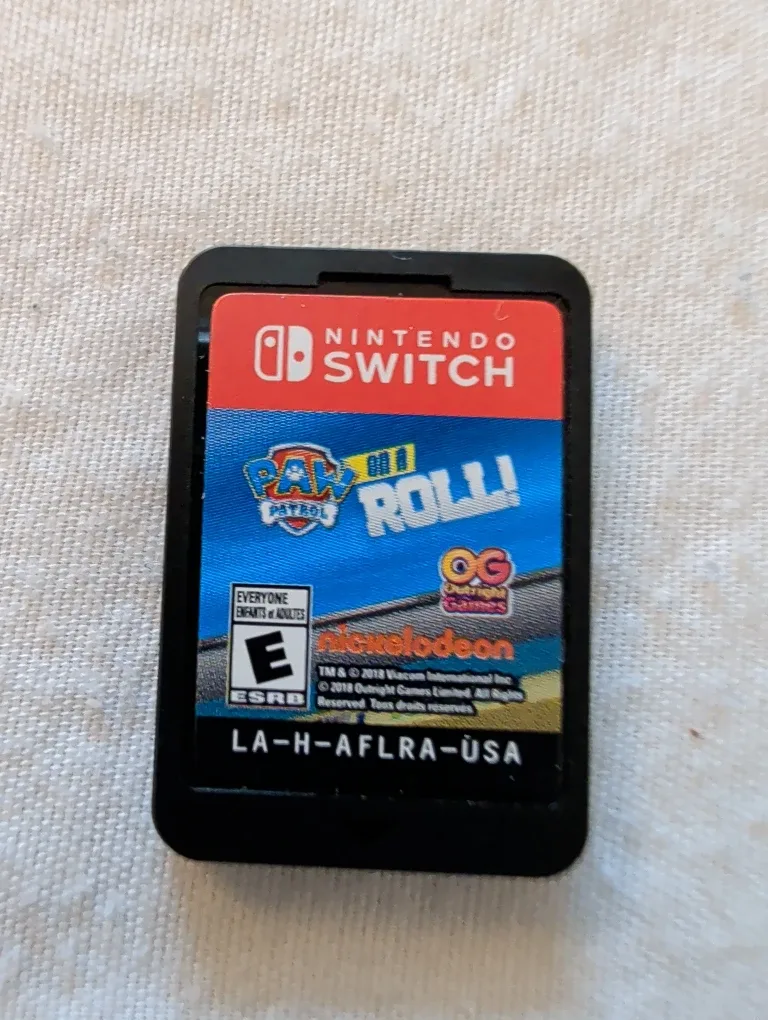 NINTENDO
SWITCH
PAW
PATROL
ON A
ROLL!
OG
Outright
Games
EVERYONE
ENFANTS et ADULTES
E
ESRB
nickelodeon
TM & © 2018 Viacom International Inc.
© 2018 Outright Games Limited. All Rights
Reserved. Tous droits réservés.
LA-H-AFLRA-USA